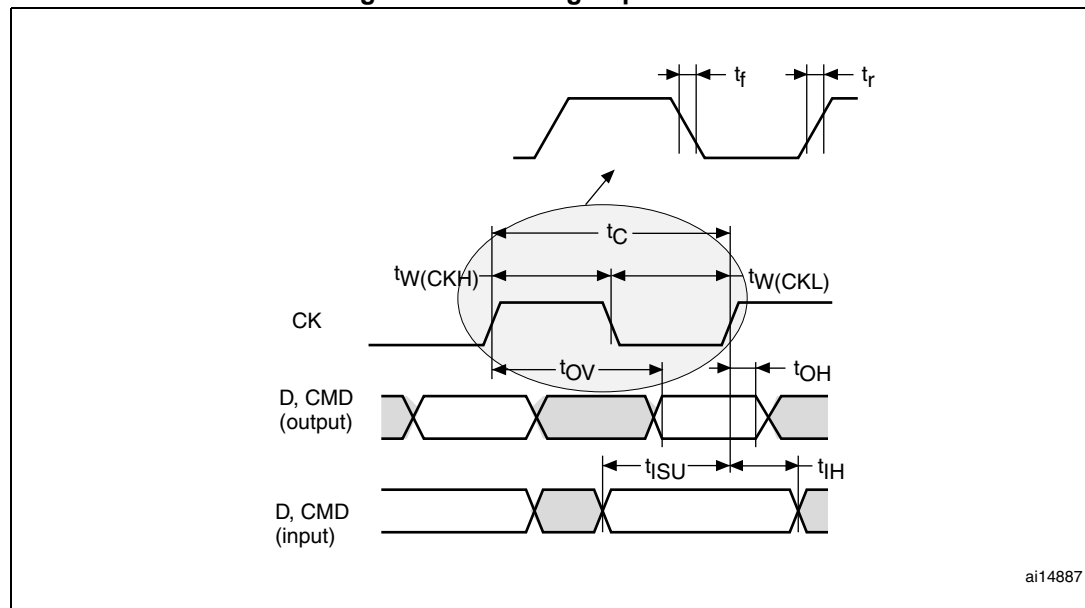 tf
tr
tC
tW(CKH)
tW(CKL)
CK
tOV
tOH
D, CMD
(output)
tISU
tIH
D, CMD
(input)
ai14887